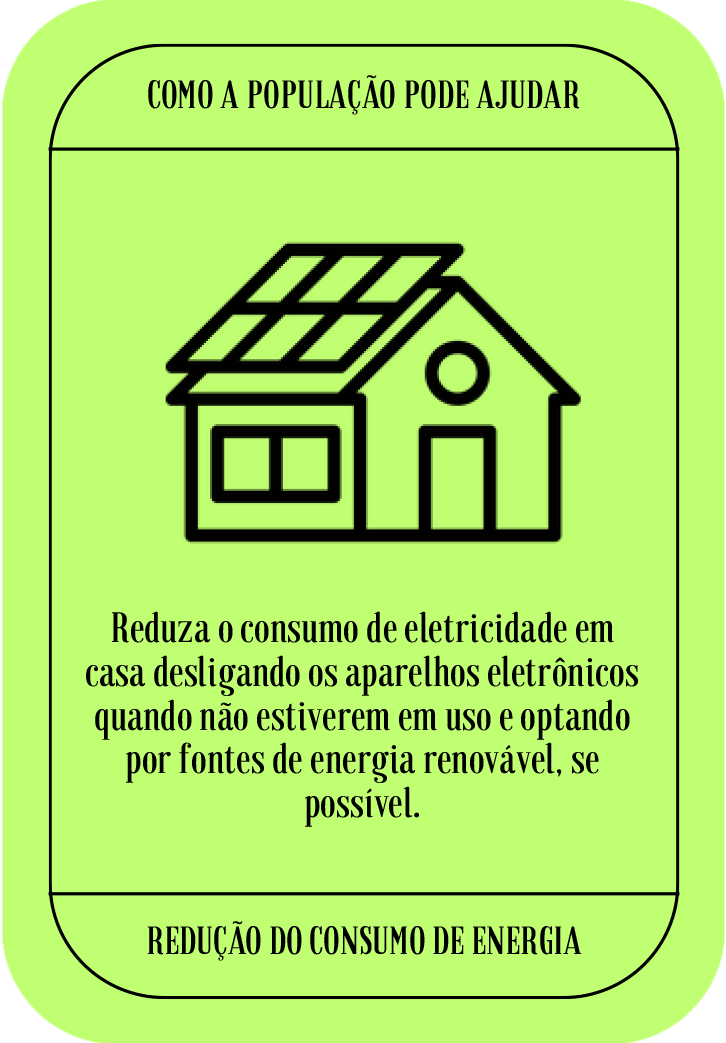 COMO A POPULAÇÃO PODE AJUDAR
Reduza o consumo de eletricidade em
casa desligando os aparelhos eletrônicos
quando não estiverem em uso e optando
por fontes de energia renovável, se
possível.
REDUÇÃO DO CONSUMO DE ENERGIA